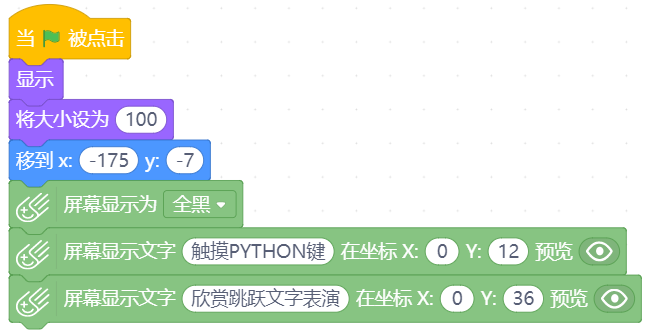 当 被点击
显示
将大小设为 100
移到 x: -175 y: -7
屏幕显示为 全黑
屏幕显示文字 触摸PYTHON键 在坐标 X: 0 Y: 12 预览
屏幕显示文字 欣赏跳跃文字表演 在坐标 X: 0 Y: 36 预览